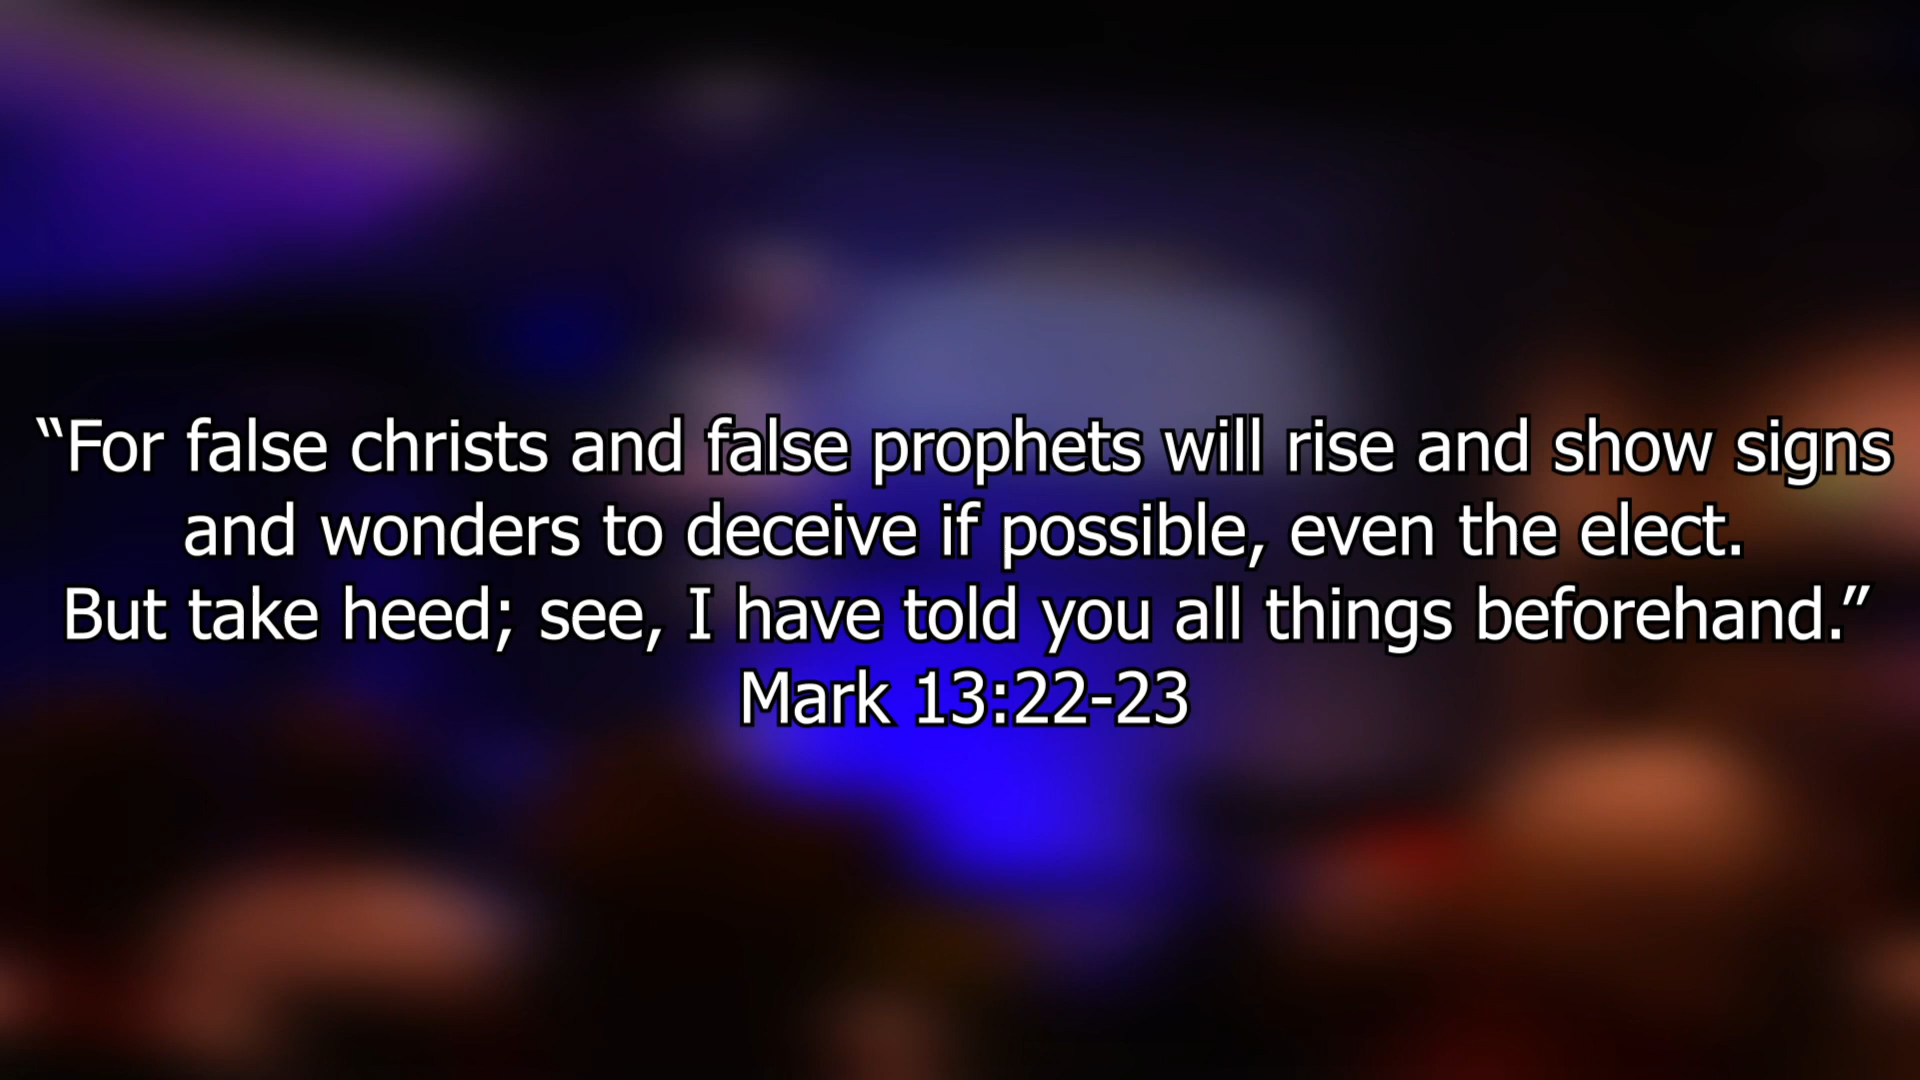 “For false christs and false prophets will rise and show signs
and wonders to deceive if possible, even the elect.
But take heed; see, I have told you all things beforehand.”
Mark 13:22-23